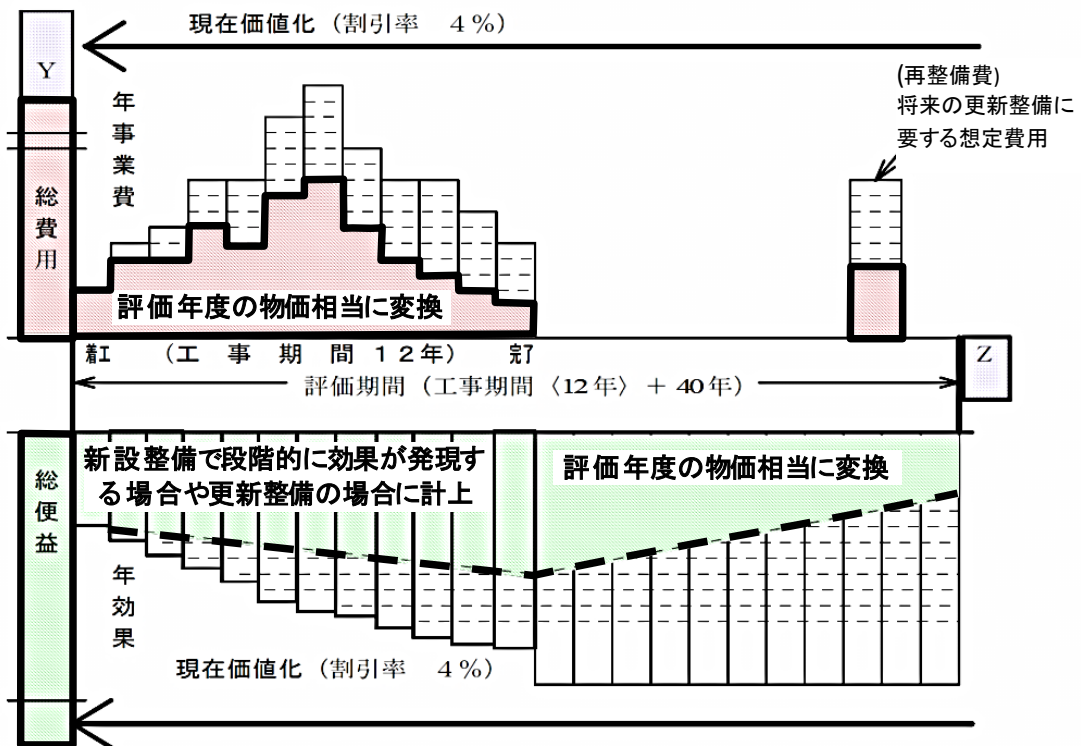 現在価値化（割引率　４％）
Y
年事業費
(再整備費)
将来の更新整備に
要する想定費用
総費用
評価年度の物価相当に変換
着工　（工事期間１２年）　完了
Z
評価期間（工事期間〈12年〉＋40年）
総便益
新設整備で段階的に効果が発現す
る場合や更新整備の場合に計上
評価年度の物価相当に変換
年効果
現在価値化（割引率　４％）